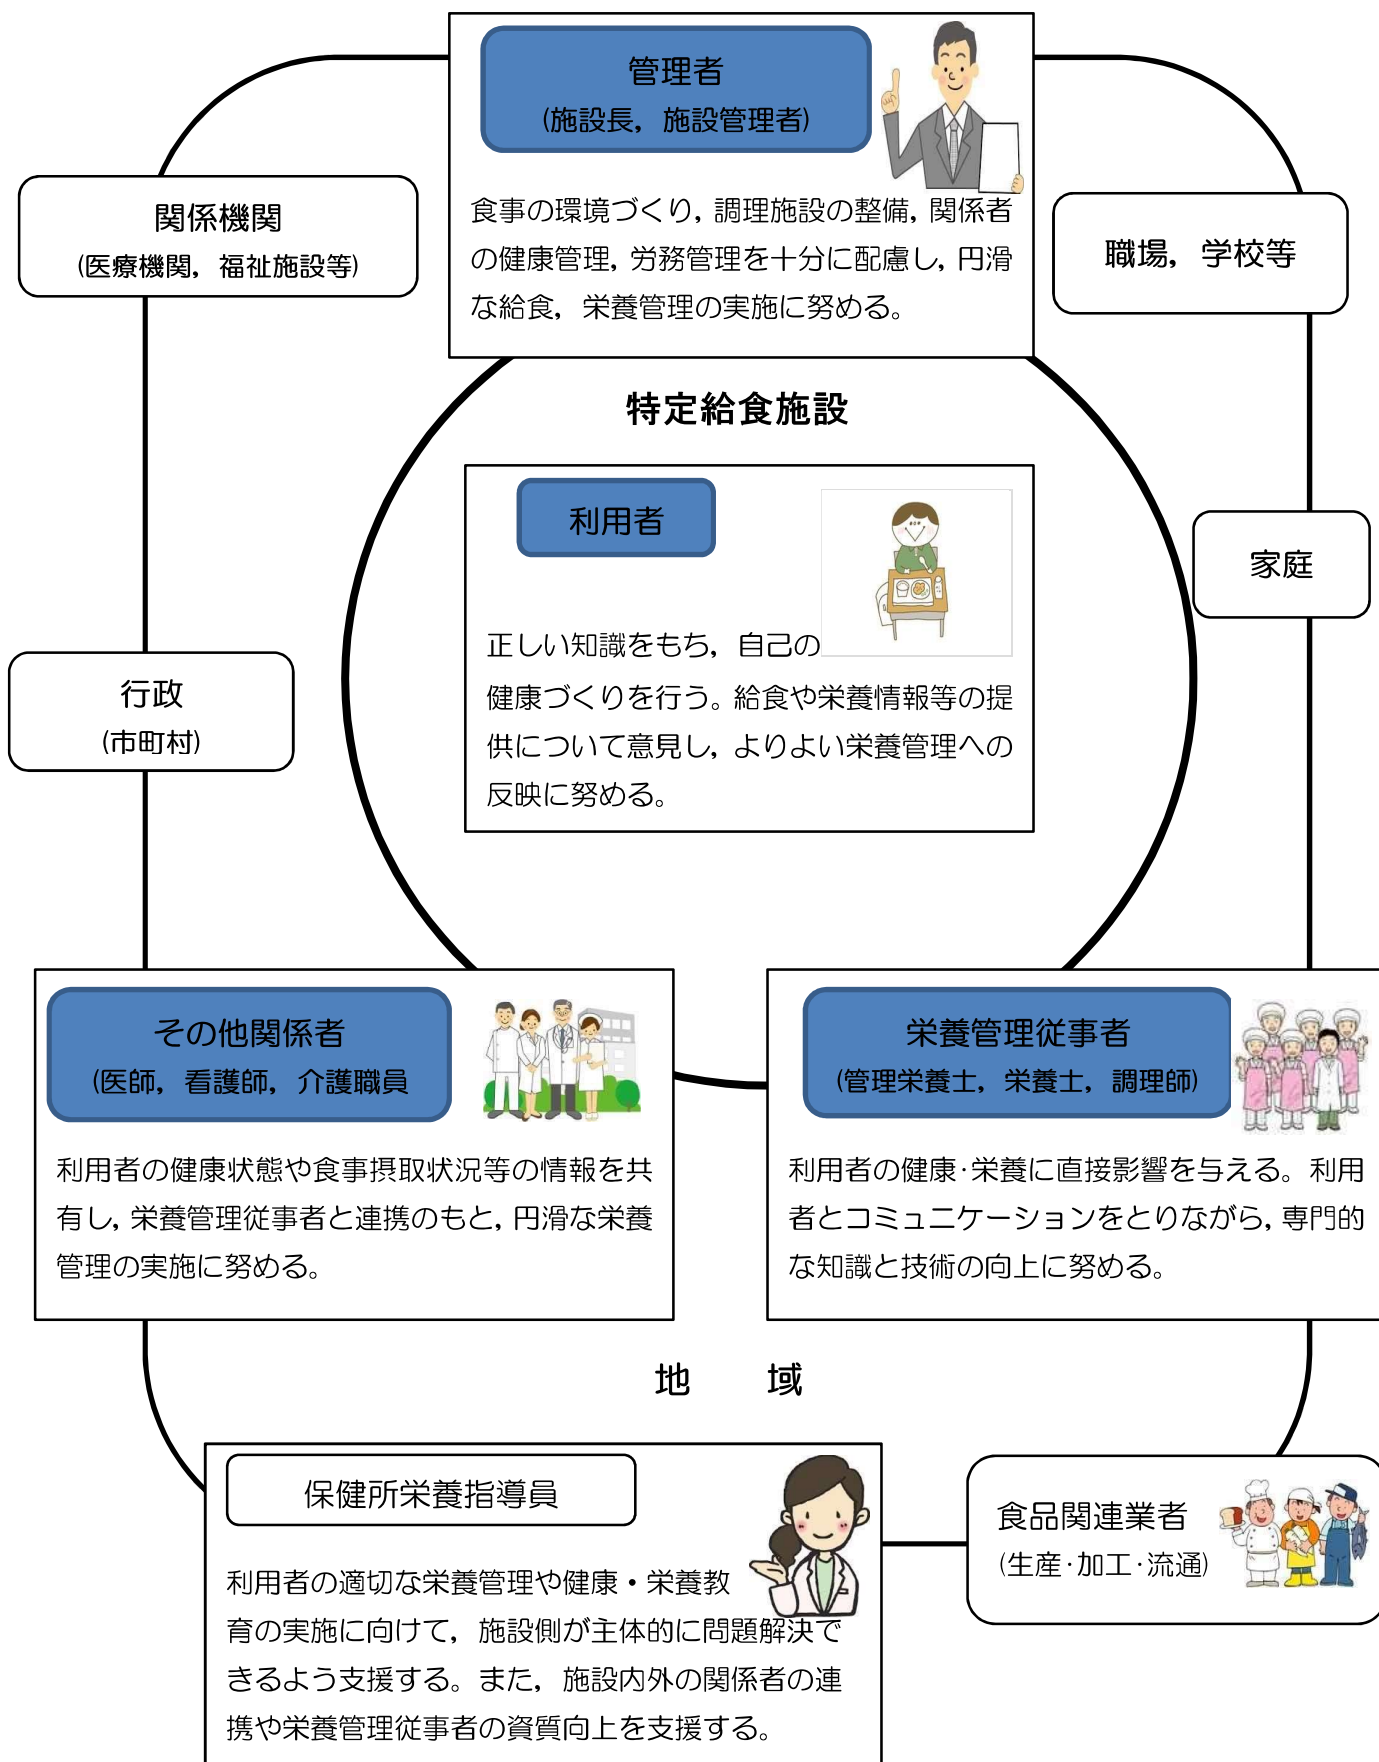 管理者
(施設長，施設管理者)
食事の環境づくり，調理施設の整備，関係者
の健康管理，労務管理を十分に配慮し，円滑
な給食，栄養管理の実施に努める。
関係機関
(医療機関，福祉施設等)
職場，学校等
特定給食施設
利用者
正しい知識をもち，自己の
健康づくりを行う。給食や栄養情報等の提
供について意見し，よりよい栄養管理への
反映に努める。
家庭
行政
(市町村)
その他関係者
(医師，看護師，介護職員
利用者の健康状態や食事摂取状況等の情報を共
有し，栄養管理従事者と連携のもと，円滑な栄養
管理の実施に努める。
栄養管理従事者
(管理栄養士，栄養士，調理師)
利用者の健康・栄養に直接影響を与える。利用
者とコミュニケーションをとりながら，専門的
な知識と技術の向上に努める。
地　域
保健所栄養指導員
利用者の適切な栄養管理や健康・栄養教
育の実施に向けて，施設側が主体的に問題解決で
きるよう支援する。また，施設内外の関係者の連
携や栄養管理従事者の資質向上を支援する。
食品関連業者
(生産・加工・流通)